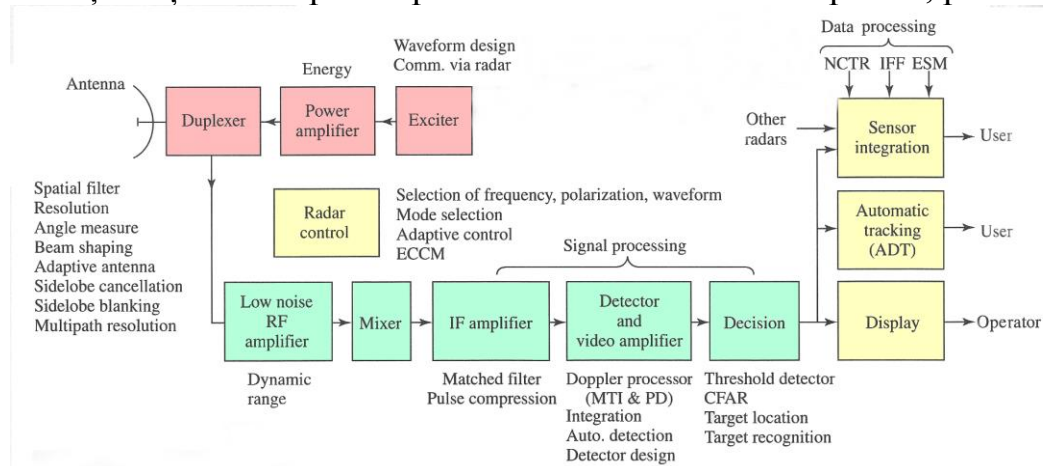 Data processing
NCTR IFF ESM
Waveform design
Comm. via radar
Energy
Antenna
Duplexer
Power
amplifier
Exciter
Other
radars
Sensor
integration
User
Spatial filter
Resolution
Angle measure
Beam shaping
Adaptive antenna
Sidelobe cancellation
Sidelobe blanking
Multipath resolution
Radar
control
Selection of frequency, polarization, waveform
Mode selection
Adaptive control
ECCM
Automatic
tracking
(ADT)
User
Signal processing
Low noise
RF
amplifier
Mixer
IF amplifier
Detector
and
video amplifier
Decision
Display
Operator
Dynamic
range
Matched filter
Pulse compression
Doppler processor
(MTI & PD)
Integration
Auto. detection
Detector design
Threshold detector
CFAR
Target location
Target recognition